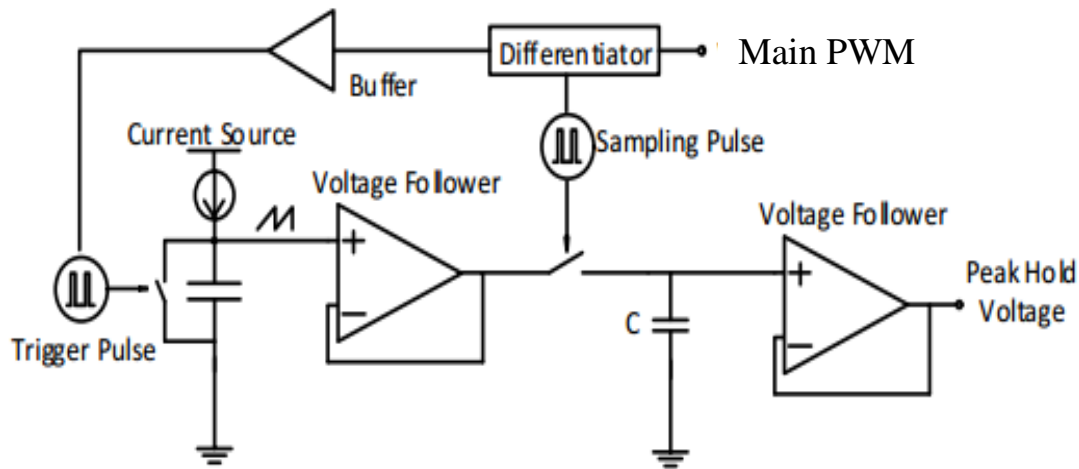 Differentiator
Main PWM
Buffer
Current Source
Sampling Pulse
Voltage Follower
Voltage Follower
+
+
Peak Hold
Voltage
C
−
−
Trigger Pulse